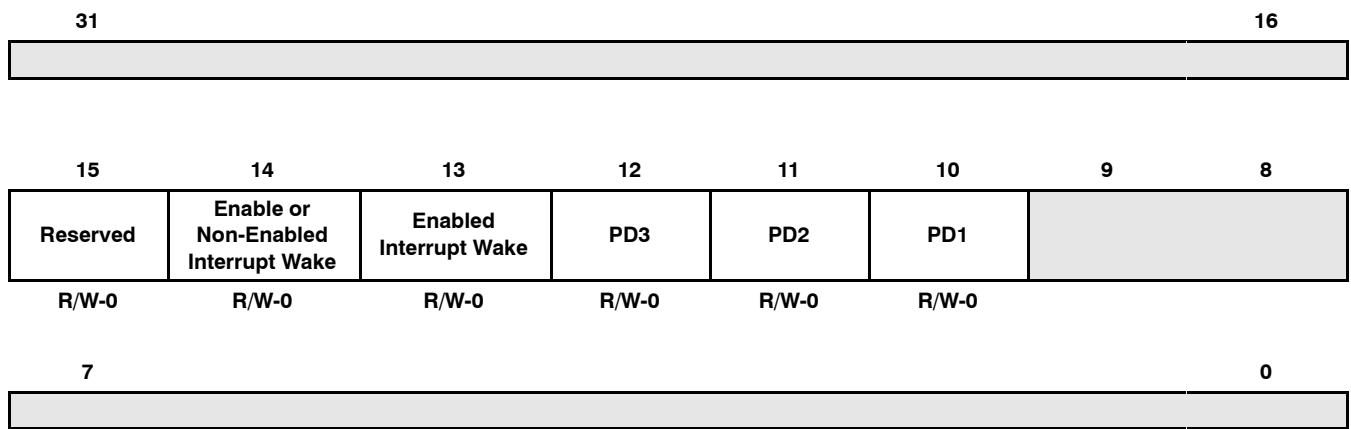 31 16
15 14 13 12 11 10 9 8
Reserved Enable or Non-Enabled Interrupt Wake Enabled Interrupt Wake PD3 PD2 PD1
R/W-0 R/W-0 R/W-0 R/W-0 R/W-0 R/W-0
7 0